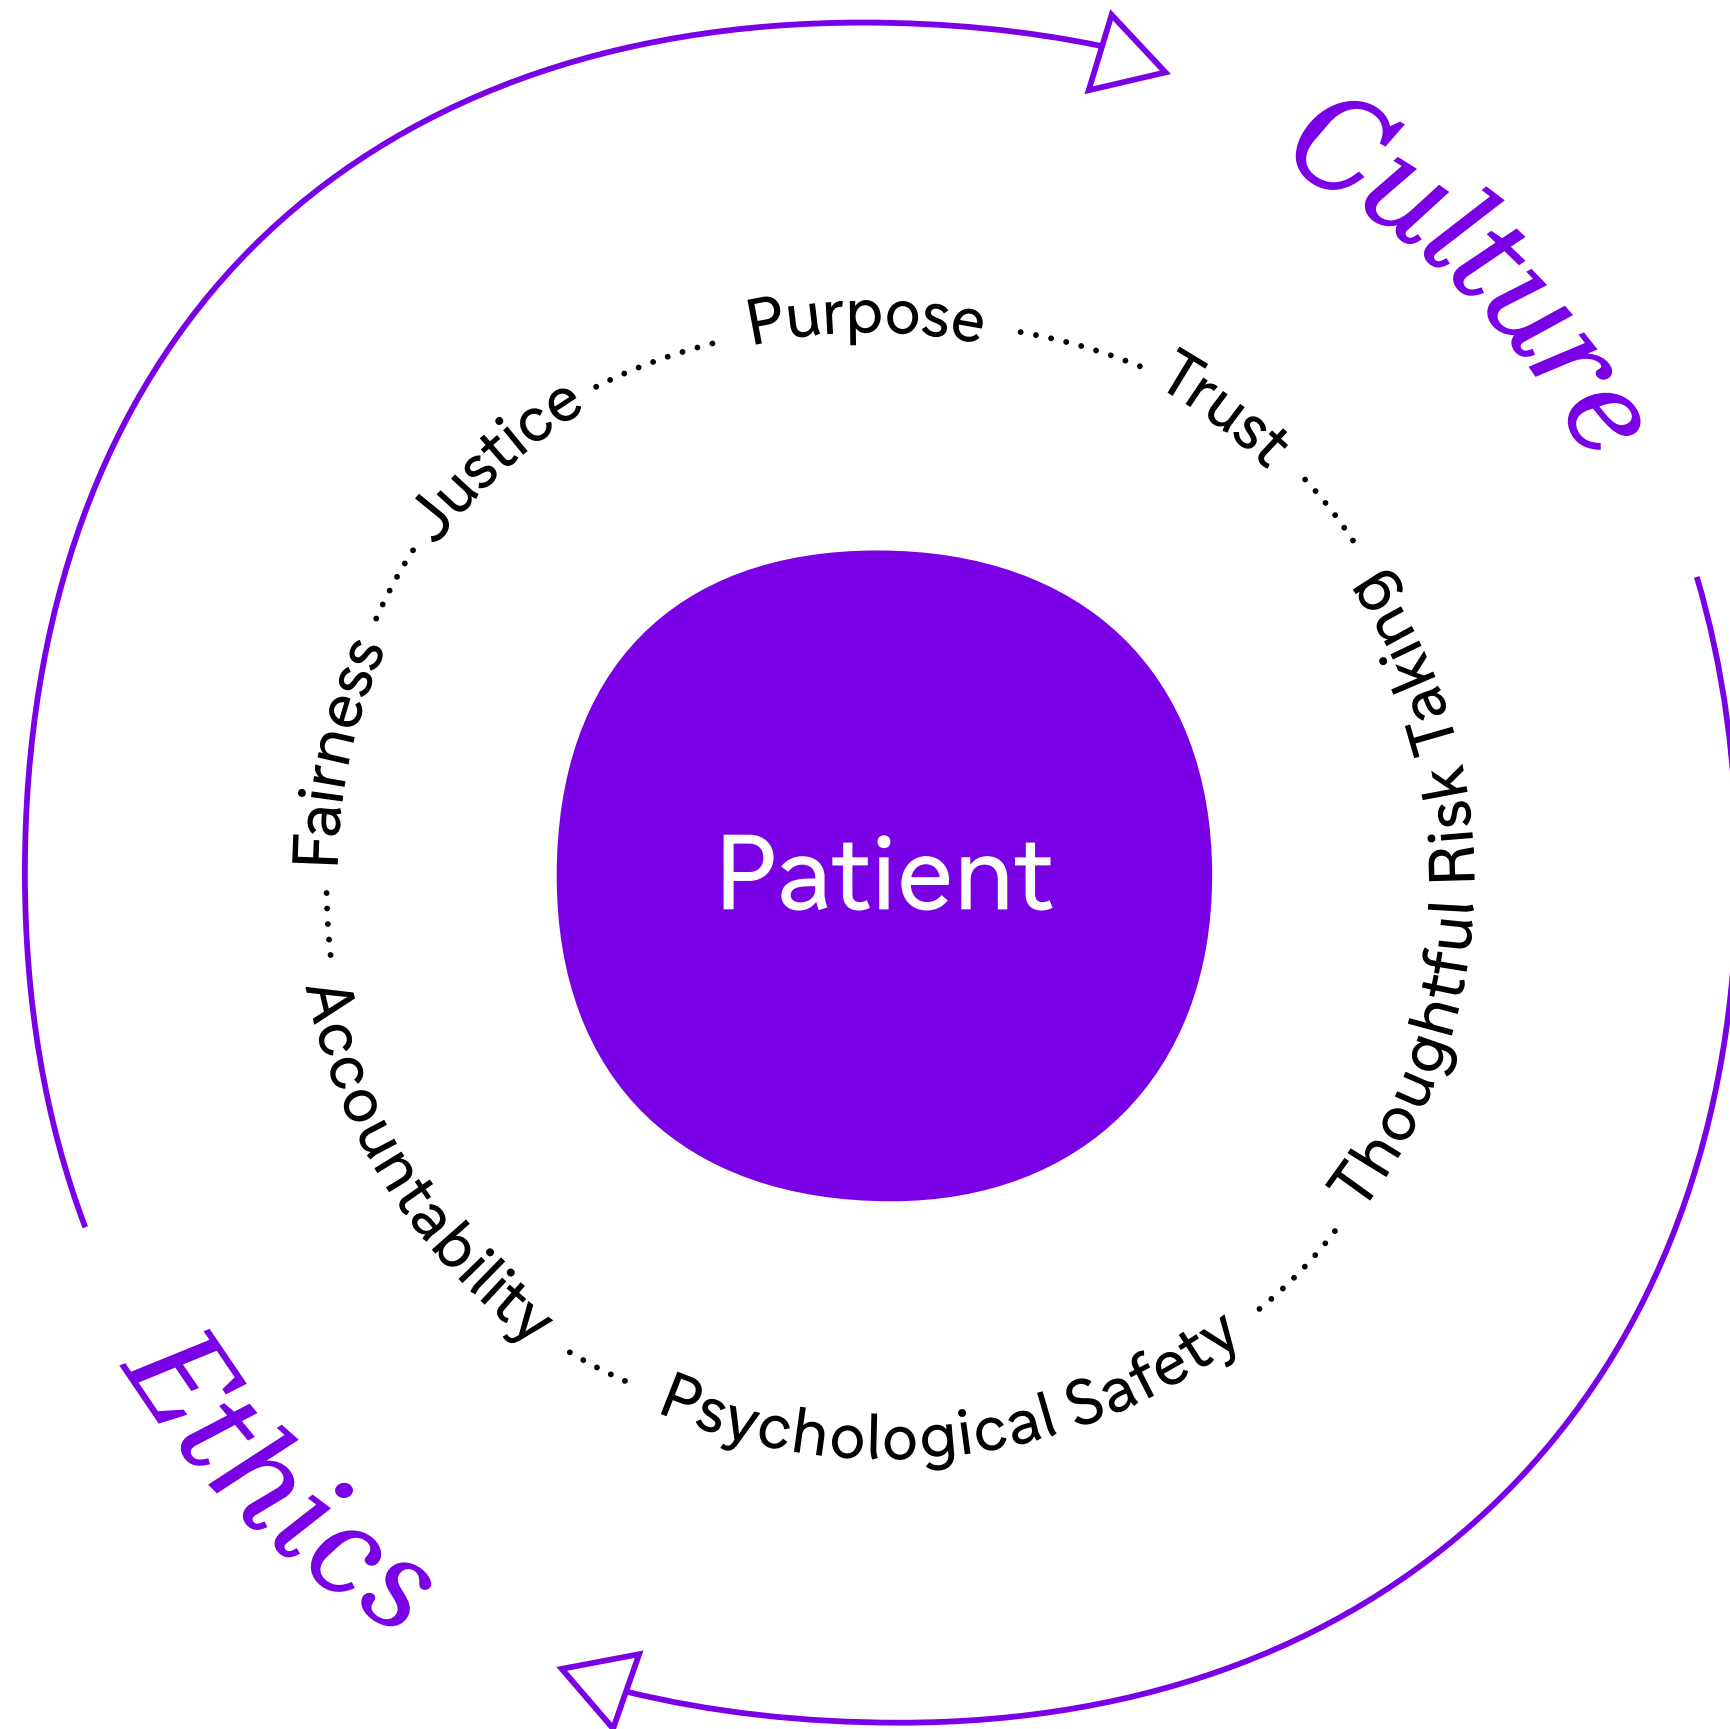 Culture
Purpose
Trust
Thoughtful Risk Taking
Psychological Safety
Accountability
Fairness
Justice
Patient
Ethics